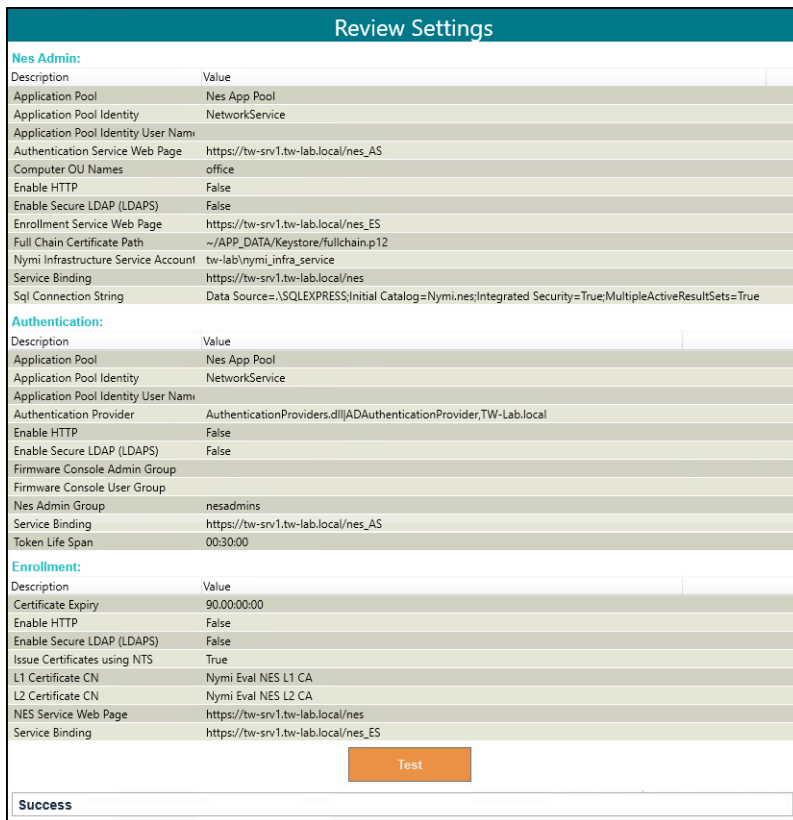 Review Settings
Nes Admin:
Description Value
Application Pool Nes App Pool
Application Pool Identity NetworkService
Application Pool Identity User Name
Authentication Service Web Page https://tw-srv1.tw-lab.local/nes_AS
Computer OU Names office
Enable HTTP False
Enable Secure LDAP (LDAPS) False
Enrollment Service Web Page https://tw-srv1.tw-lab.local/nes_ES
Full Chain Certificate Path ~/APP_DATA/Keystore/fullchain.p12
Nymi Infrastructure Service Account tw-lab\nymi_infra_service
Service Binding https://tw-srv1.tw-lab.local/nes
Sql Connection String Data Source=.\SQLEXPRESS;Initial Catalog=Nymi.nes;Integrated Security=True;MultipleActiveResultSets=True
Authentication:
Description Value
Application Pool Nes App Pool
Application Pool Identity NetworkService
Application Pool Identity User Name
Authentication Provider AuthenticationProviders.dll|ADAuthenticationProvider,TW-Lab.local
Enable HTTP False
Enable Secure LDAP (LDAPS) False
Firmware Console Admin Group
Firmware Console User Group
Nes Admin Group nesadmins
Service Binding https://tw-srv1.tw-lab.local/nes_AS
Token Life Span 00:30:00
Enrollment:
Description Value
Certificate Expiry 90.00:00:00
Enable HTTP False
Enable Secure LDAP (LDAPS) False
Issue Certificates using NTS True
L1 Certificate CN Nymi Eval NES L1 CA
L2 Certificate CN Nymi Eval NES L2 CA
NES Service Web Page https://tw-srv1.tw-lab.local/nes
Service Binding https://tw-srv1.tw-lab.local/nes_ES
Test
Success